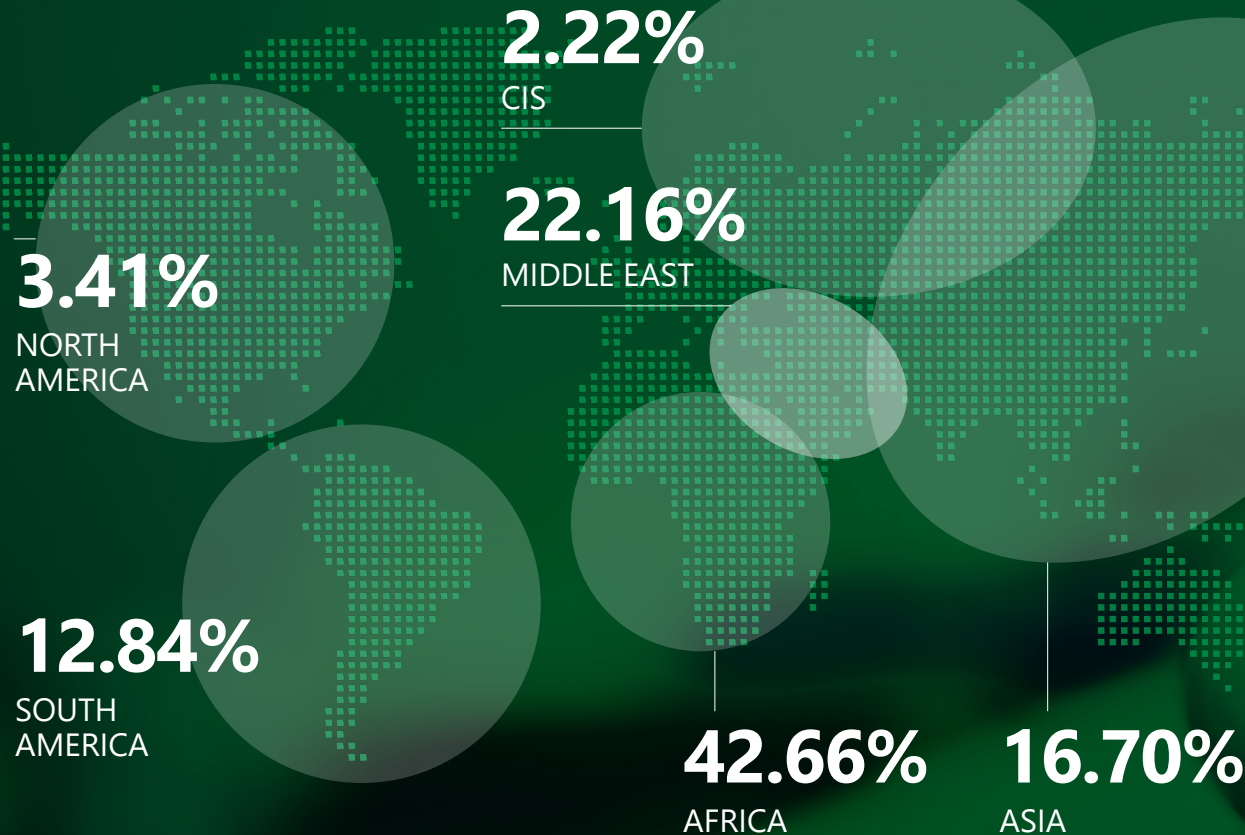 2.22%
CIS
22.16%
MIDDLE EAST
3.41%
NORTH
AMERICA
12.84%
SOUTH
AMERICA
42.66%
AFRICA
16.70%
ASIA